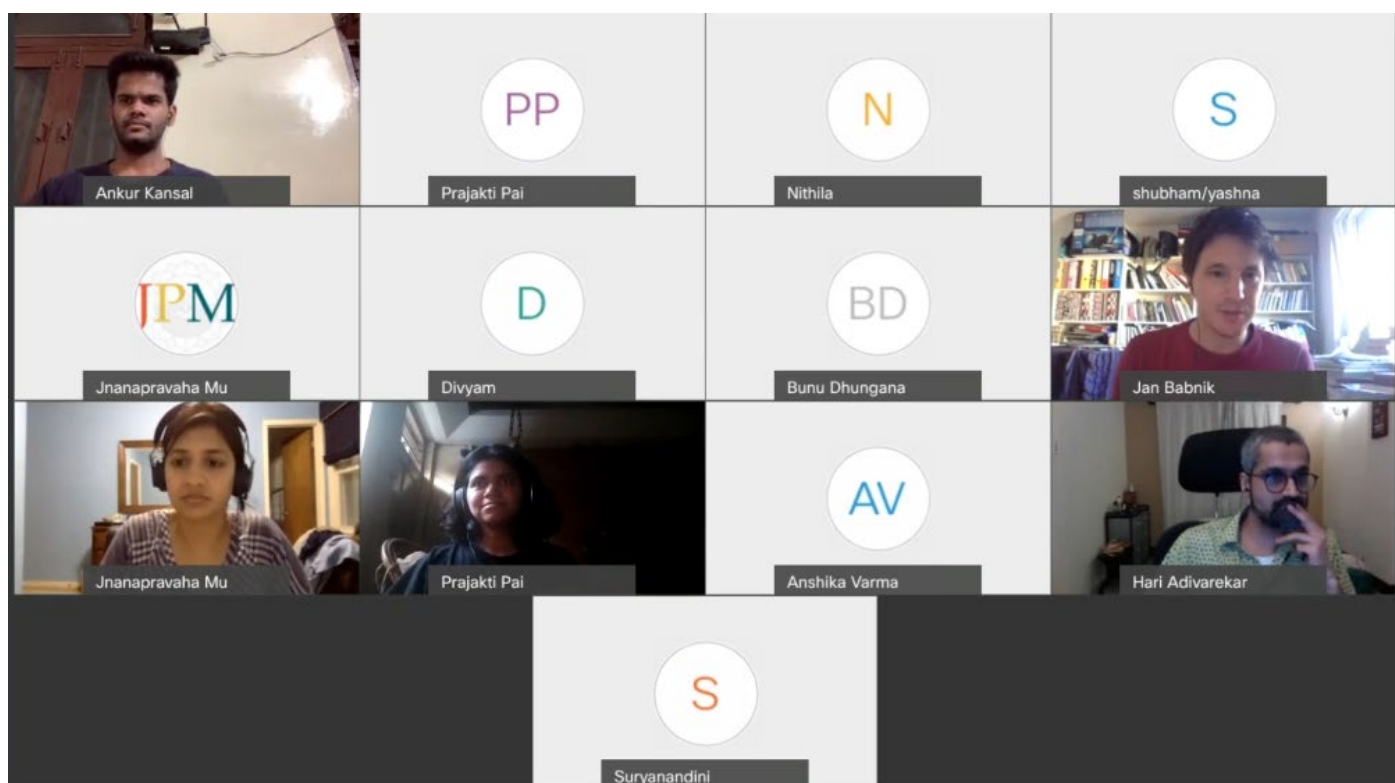 Ankur Kansal
PP
Prajakti Pai
N
Nithila
S
shubham/yashna
JPM
Jnanapravaha Mu
D
Divyam
BD
Bunu Dhungana
Jan Babnik
Jnanapravaha Mu
Prajakti Pai
AV
Anshika Varma
Hari Adivarekar
S
Suryanandini